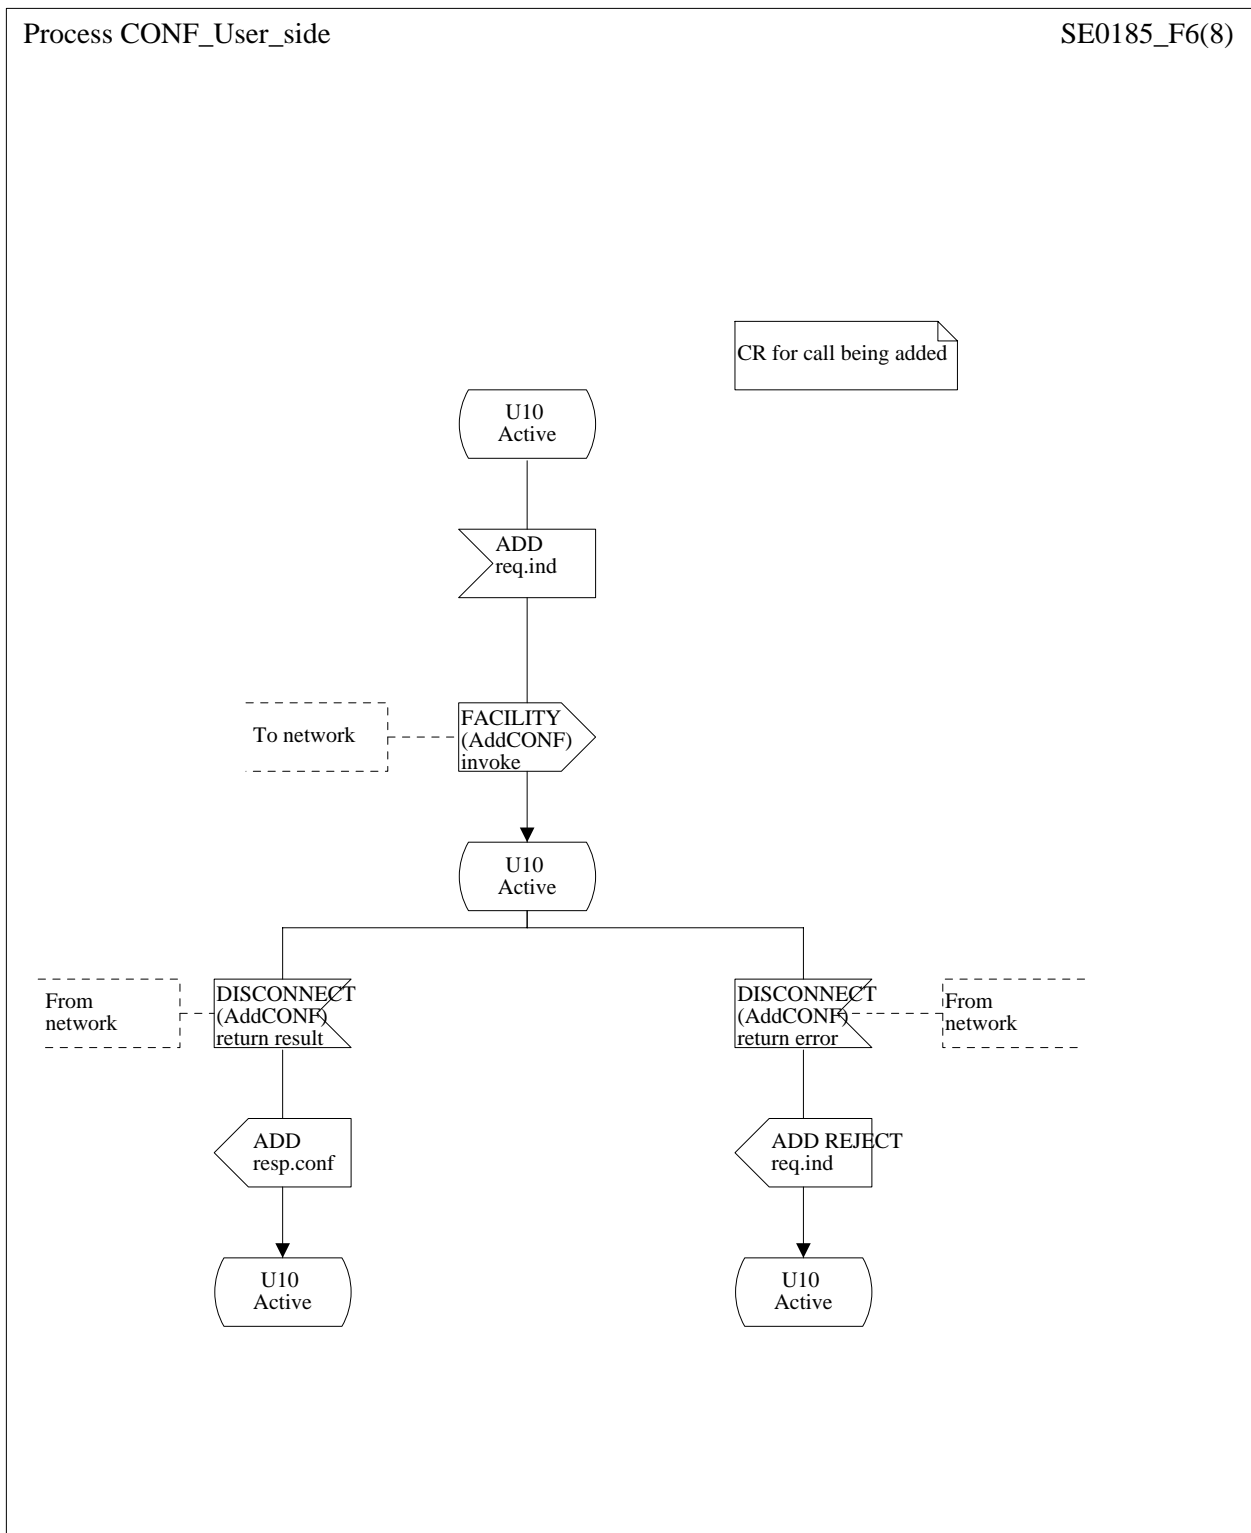 Process CONF_User_side
SE0185_F6(8)
CR for call being added
U10
Active
ADD
req.ind
To network
FACILITY
(AddCONF)
invoke
U10
Active
From
network
DISCONNECT
(AddCONF)
return result
DISCONNECT
(AddCONF)
return error
From
network
ADD
resp.conf
ADD REJECT
req.ind
U10
Active
U10
Active